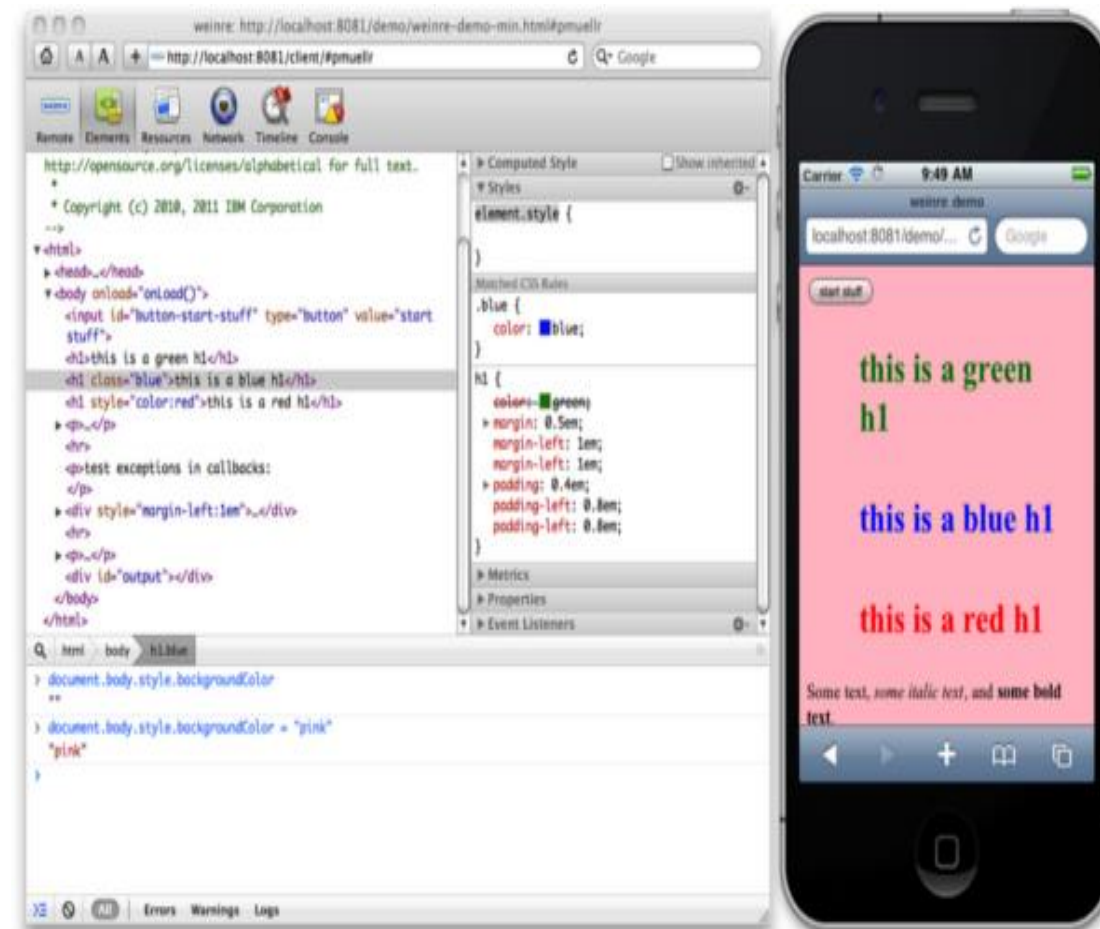 weinre: http://localhost:8081/demo/weinre-demo-min.html#pmuellr
A A + http://localhost:8081/client/#pmuellr Google
Remote Elements Resources Network Timeline Console
http://opensource.org/licenses/alphabetical for full text.
*
* Copyright (c) 2010, 2011 IBM Corporation
-->
<html>
<head>…</head>
<body onload="onLoad()">
<input id="button-start-stuff" type="button" value="start
stuff">
<h1>this is a green h1</h1>
<h1 class="blue">this is a blue h1</h1>
<h1 style="color:red">this is a red h1</h1>
<p>…</p>
<hr>
<p>test exceptions in callbacks:
</p>
<div style="margin-left:1em">…</div>
<hr>
<p>…</p>
<div id="output"></div>
</body>
</html>
Computed Style Show inherited
Styles
element.style {
}
Matched CSS Rules
.blue {
color: blue;
}
h1 {
color: green;
margin: 0.5em;
margin-left: 1em;
margin-left: 1em;
padding: 0.4em;
padding-left: 0.8em;
padding-left: 0.8em;
}
Metrics
Properties
Event Listeners
html body h1.blue
> document.body.style.backgroundColor
""
> document.body.style.backgroundColor = "pink"
"pink"
>
All Errors Warnings Logs
Carrier 9:49 AM
weinre demo
localhost:8081/demo/... Google
start stuff
this is a green
h1
this is a blue h1
this is a red h1
Some text, some italic text, and some bold
text.